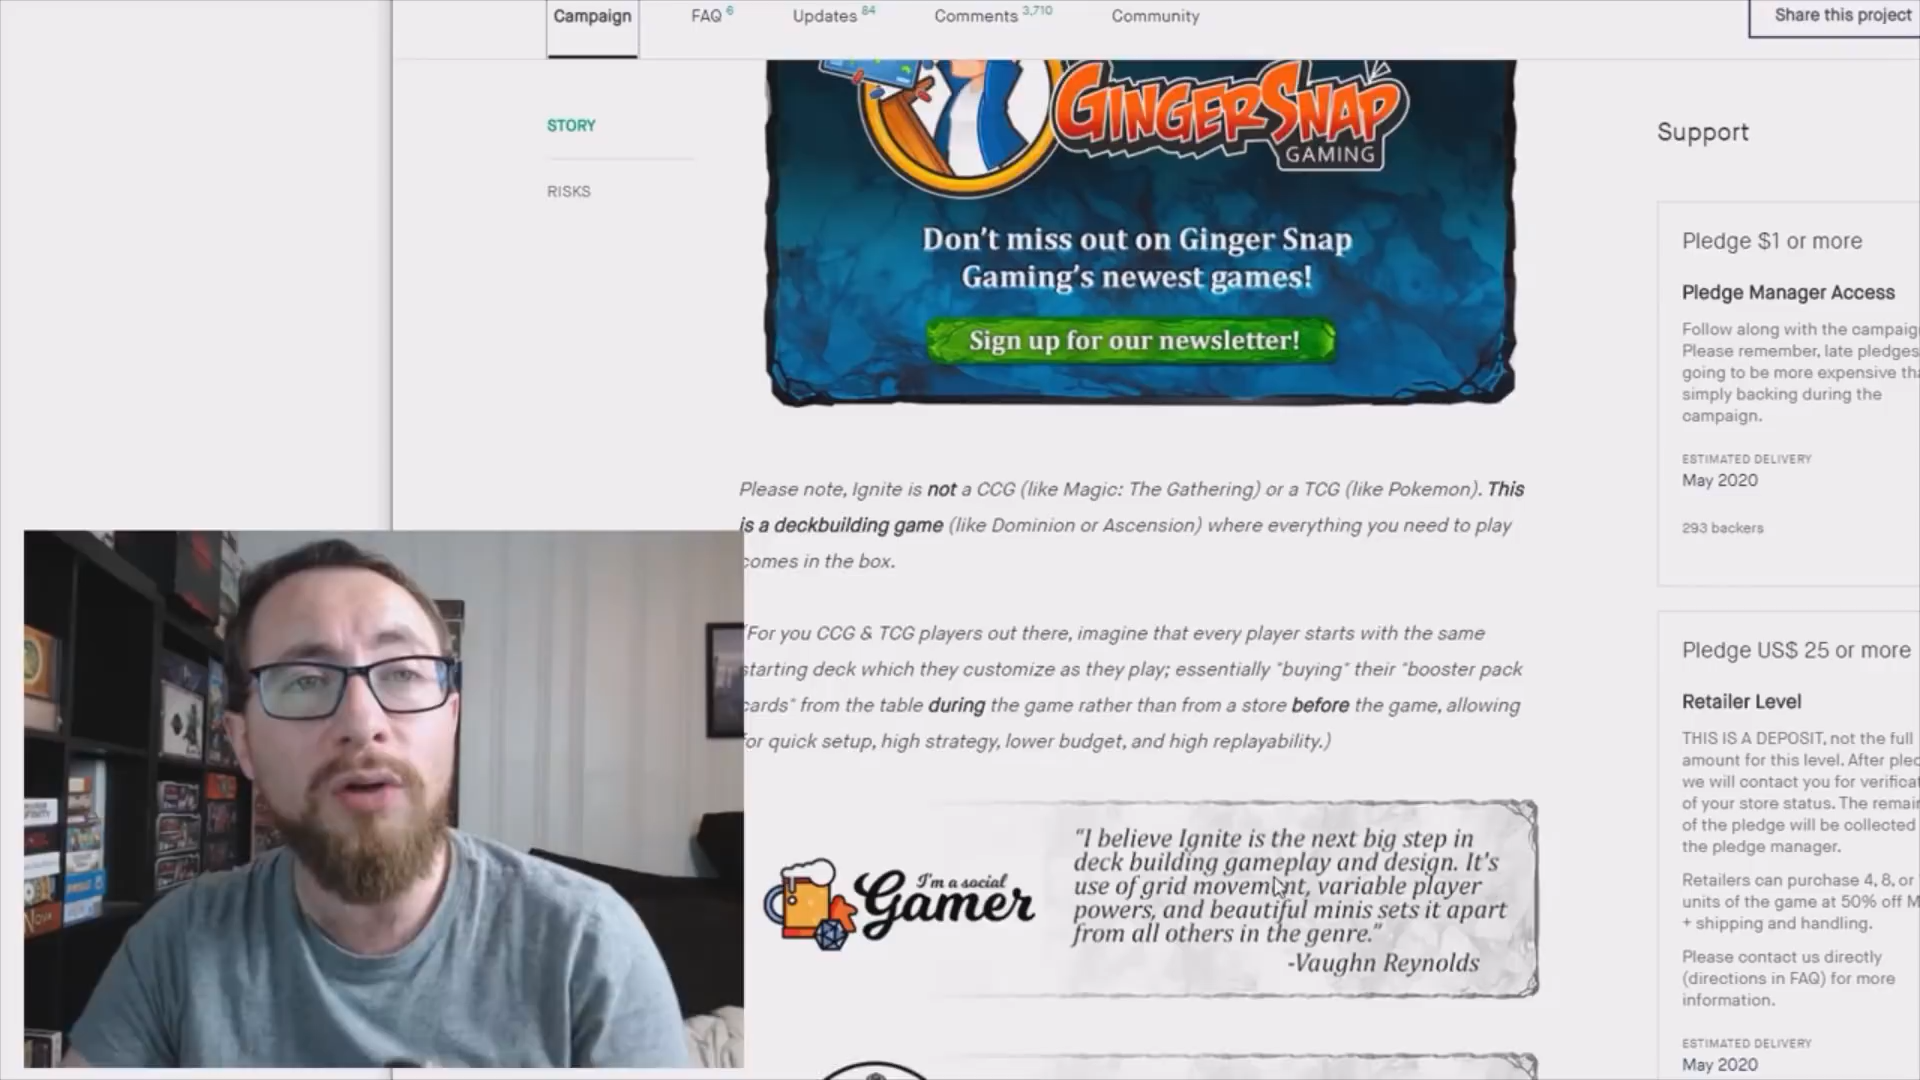 Campaign
FAQ 6
Updates 84
Comments 3,710
Community
Share this project
STORY
RISKS
GINGERSNAP
GAMING
Don't miss out on Ginger Snap
Gaming's newest games!
Sign up for our newsletter!
Please note, Ignite is not a CCG (like Magic: The Gathering) or a TCG (like Pokemon). This
is a deckbuilding game (like Dominion or Ascension) where everything you need to play
comes in the box.
(For you CCG & TCG players out there, imagine that every player starts with the same
starting deck which they customize as they play; essentially "buying" their "booster pack
cards" from the table during the game rather than from a store before the game, allowing
for quick setup, high strategy, lower budget, and high replayability.)
I'm a social
Gamer
"I believe Ignite is the next big step in
deck building gameplay and design. It's
use of grid movement, variable player
powers, and beautiful minis sets it apart
from all others in the genre."
-Vaughn Reynolds
Support
Pledge $1 or more
Pledge Manager Access
Follow along with the campaig
Please remember, late pledges
going to be more expensive tha
simply backing during the
campaign.
ESTIMATED DELIVERY
May 2020
293 backers
Pledge US$ 25 or more
Retailer Level
THIS IS A DEPOSIT, not the full
amount for this level. After plec
we will contact you for verificat
of your store status. The remain
of the pledge will be collected
the pledge manager.
Retailers can purchase 4, 8, or
units of the game at 50% off M
+ shipping and handling.
Please contact us directly
(directions in FAQ) for more
information.
ESTIMATED DELIVERY
May 2020